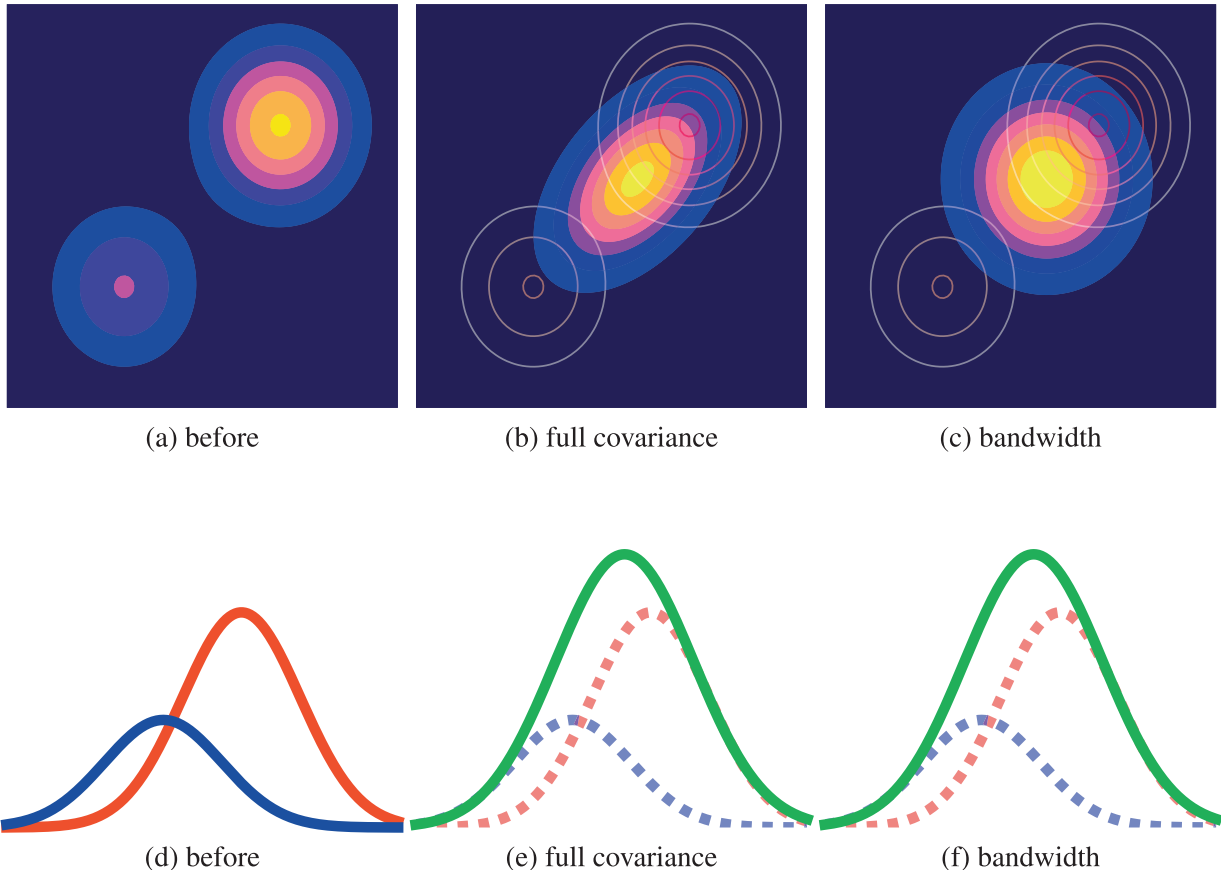 (a) before
(b) full covariance
(c) bandwidth
(d) before
(e) full covariance
(f) bandwidth